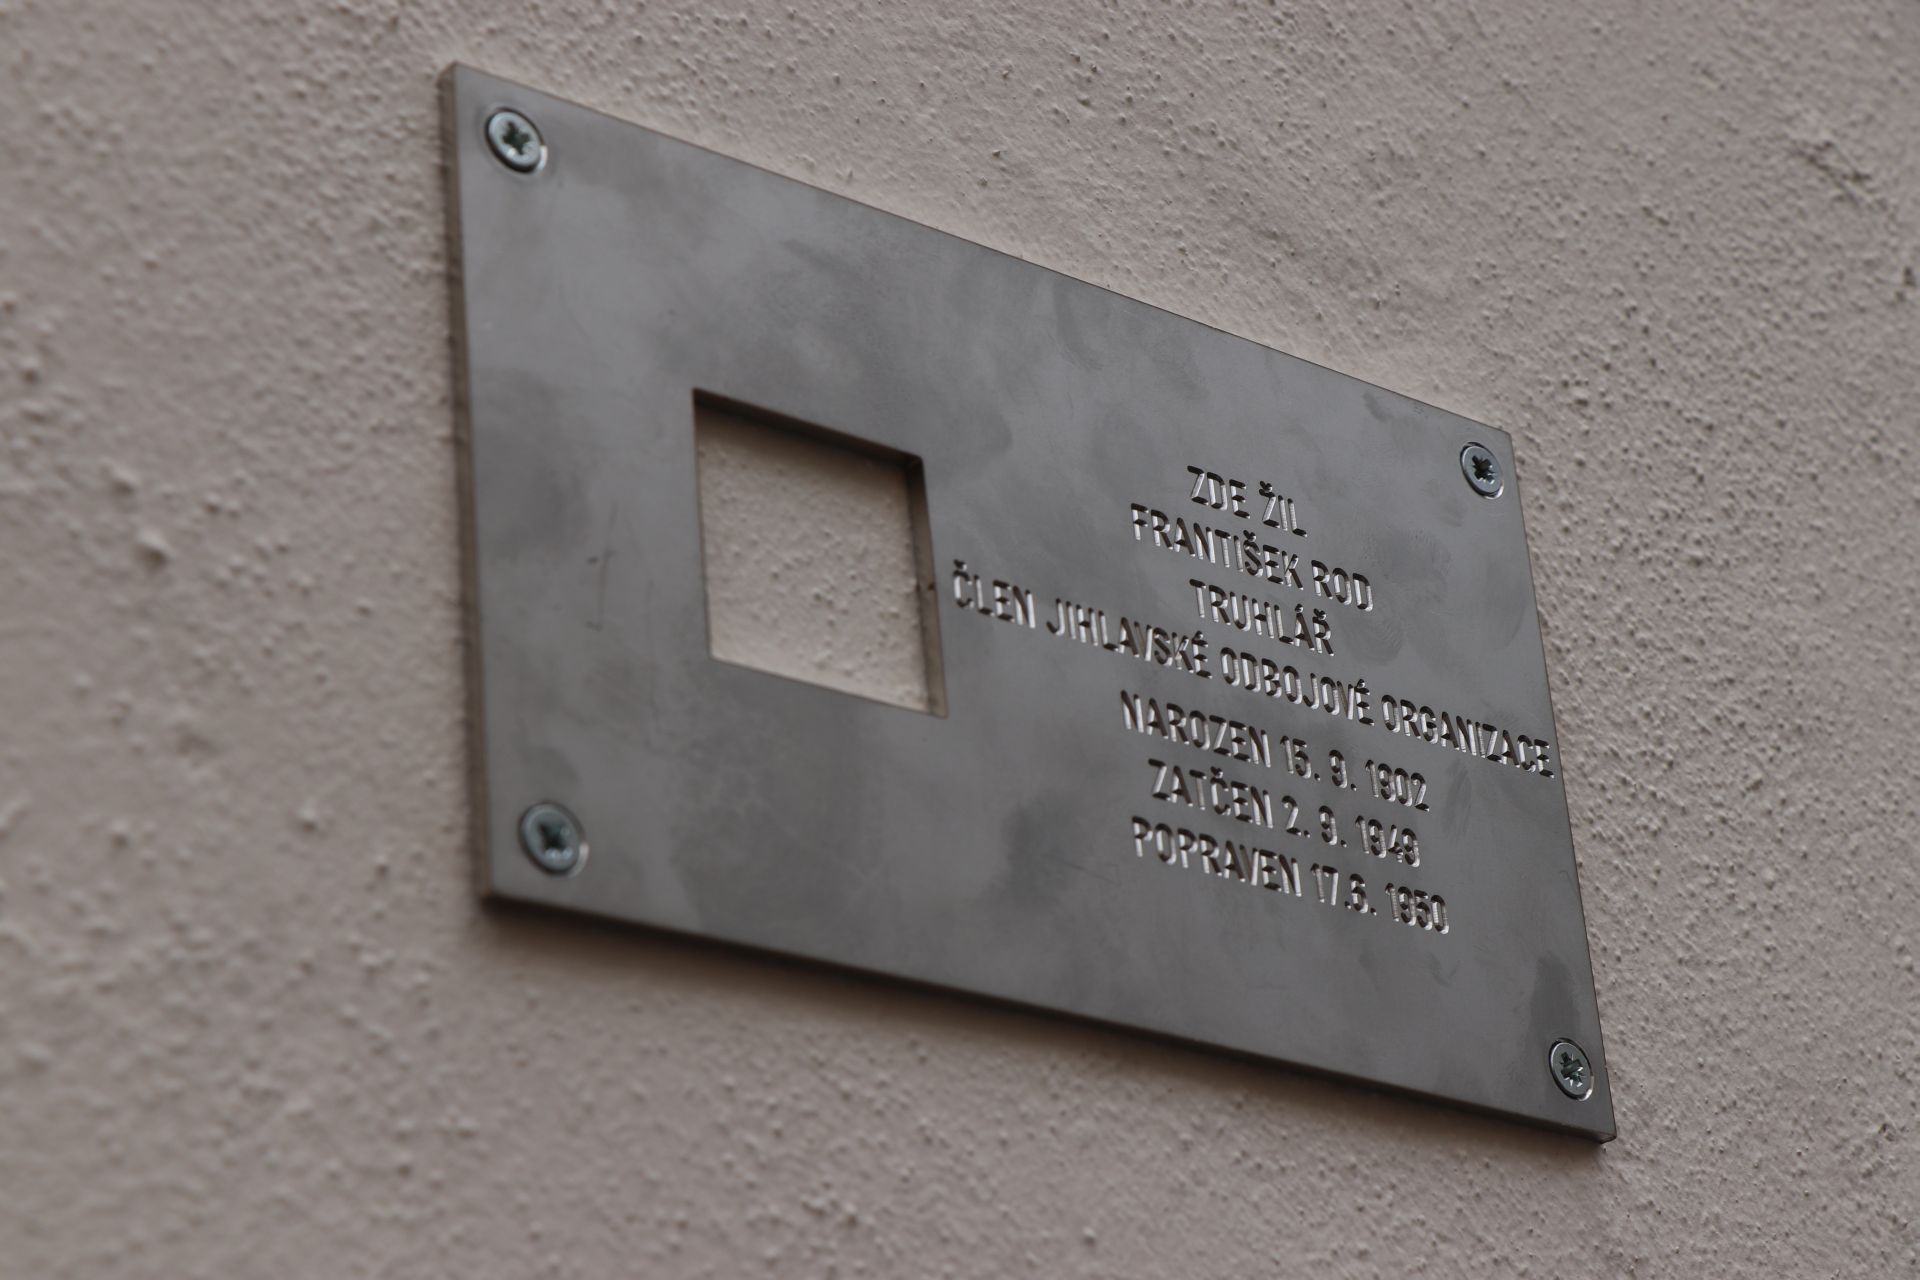 ZDE ŽIL
FRANTIŠEK ROD
TRUHLÁŘ
ČLEN JIHLAVSKÉ ODBOJOVÉ ORGANIZACE
NAROZEN 15. 9. 1902
ZATČEN 2. 9. 1949
POPRAVEN 17.6. 1950